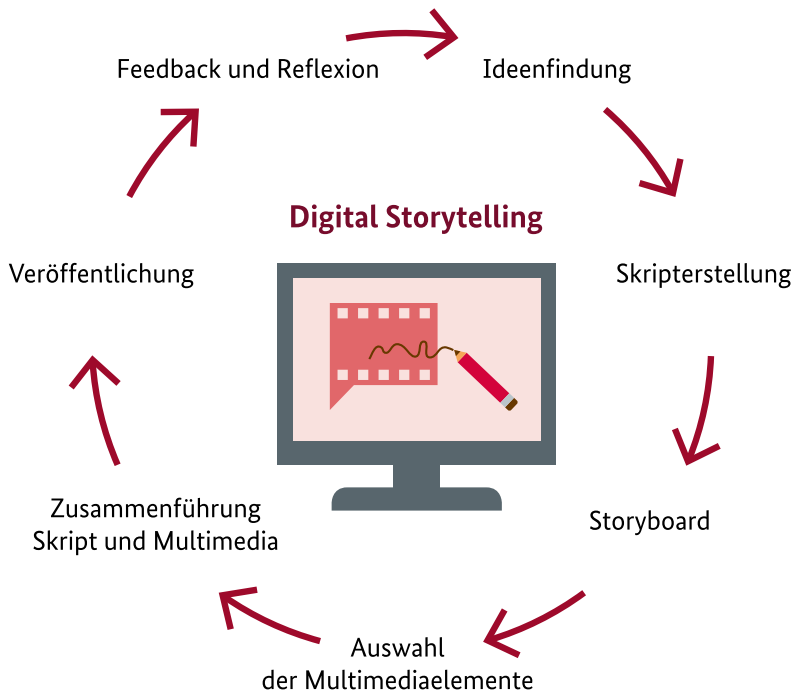 Feedback und Reflexion
Ideenfindung
Digital Storytelling
Veröffentlichung
Skripterstellung
Zusammenführung
Skript und Multimedia
Storyboard
Auswahl
der Multimediaelemente